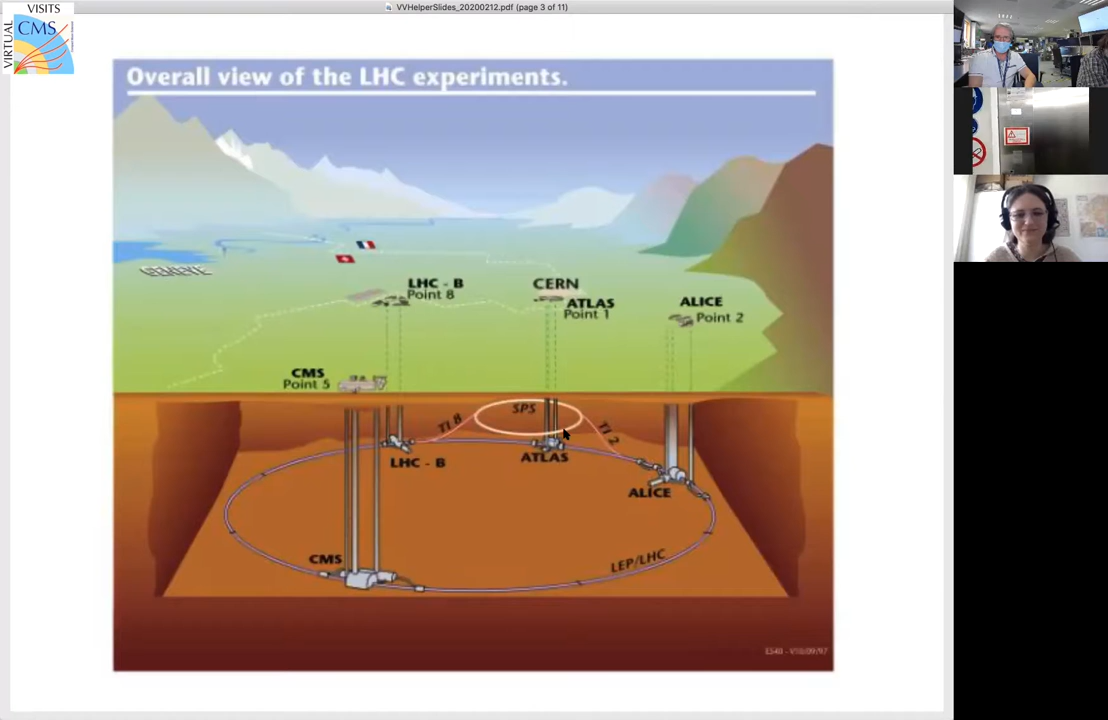 VVHelperSlides_20200212.pdf (page 3 of 11)
VISITS
VIRTUAL
CMS
Overall view of the LHC experiments.
GENEVE
LHC - B
Point 8
CERN
ATLAS
Point 1
ALICE
Point 2
CMS
Point 5
SPS
TI 8
TI 2
LHC - B
ATLAS
ALICE
CMS
LEP/LHC